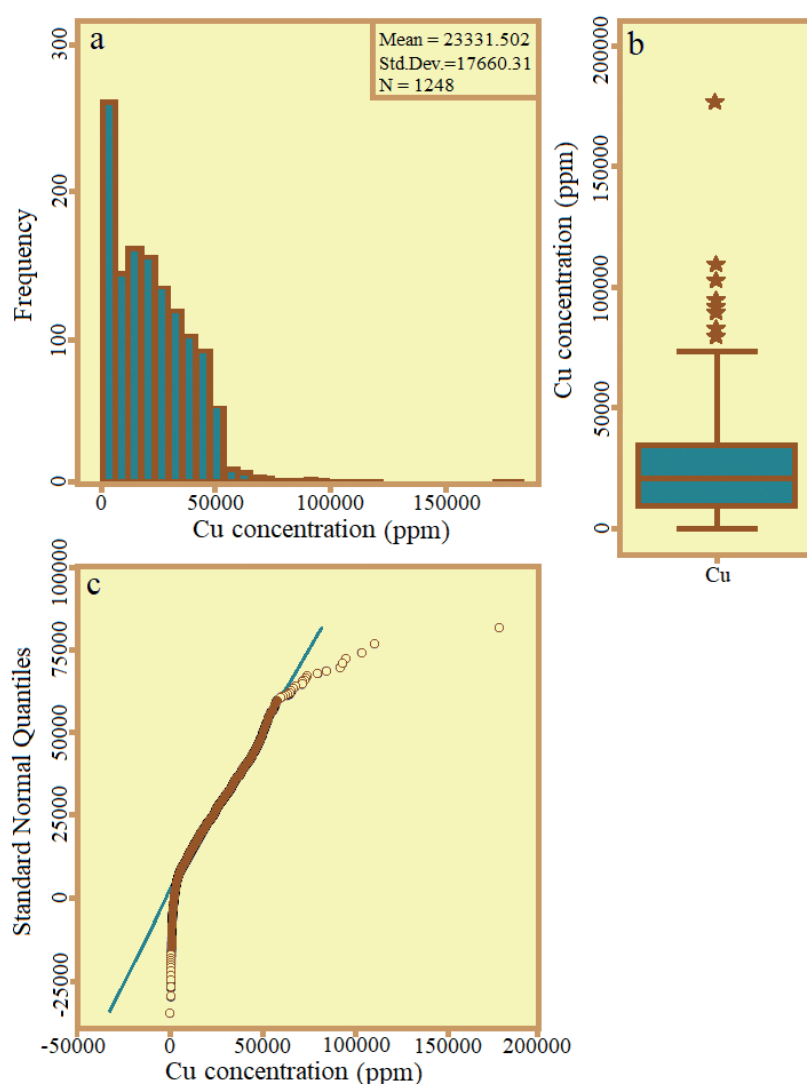 a
Mean = 23331.502
Std.Dev.=17660.31
N = 1248
300
200
100
0
Frequency
0
50000
100000
150000
Cu concentration (ppm)
b
200000
150000
100000
50000
0
Cu concentration (ppm)
Cu
c
100000
75000
50000
25000
0
-25000
Standard Normal Quantiles
-50000
0
50000
100000
150000
200000
Cu concentration (ppm)